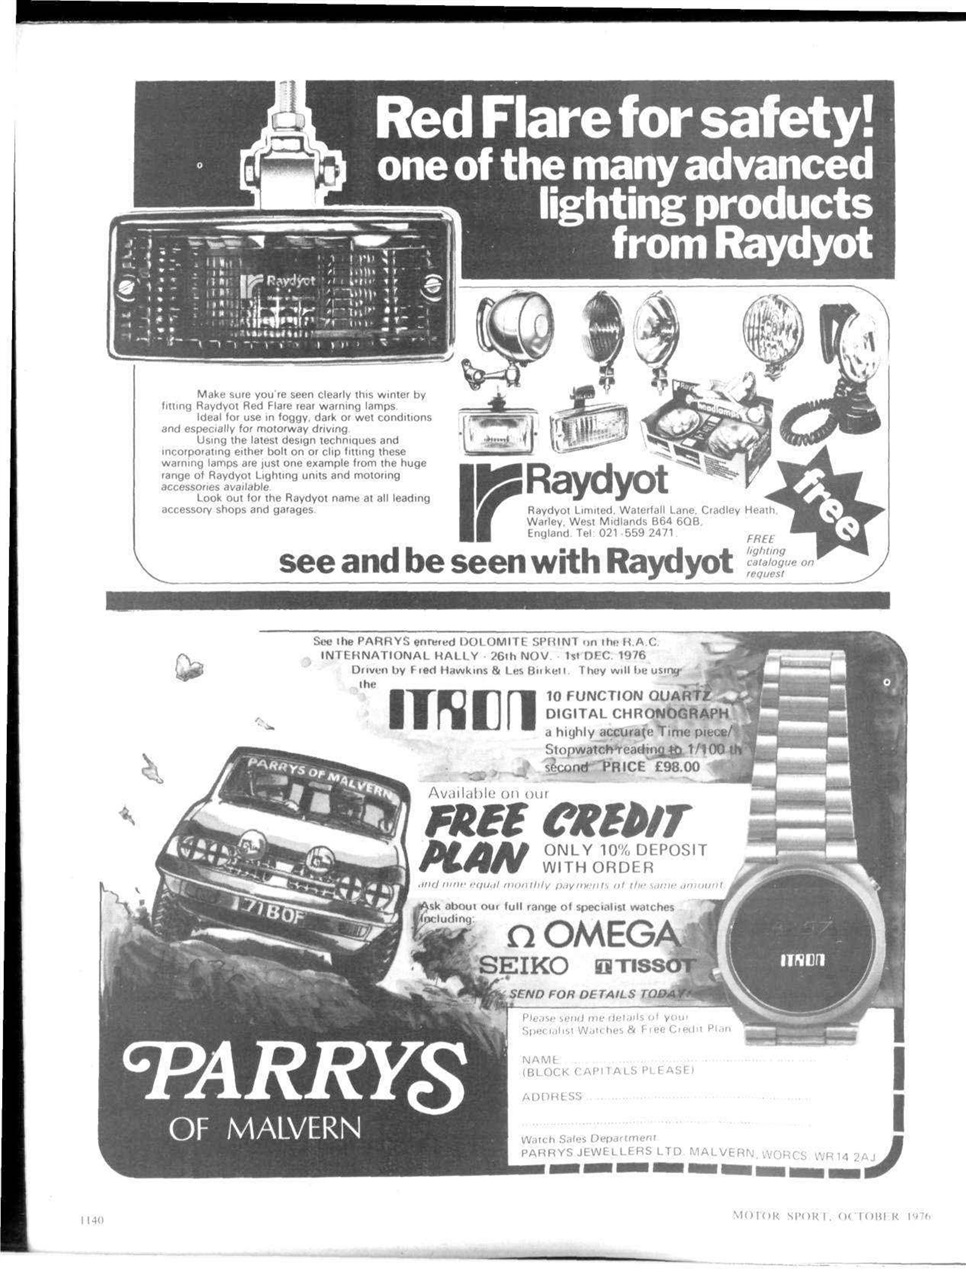 Red Flare for safety!
one of the many advanced
lighting products
from Raydyot
Raydyot
Make sure you're seen clearly this winter by
fitting Raydyot Red Flare rear warning lamps.
Ideal for use in foggy, dark or wet conditions
and especially for motorway driving.
Using the latest design techniques and
incorporating either bolt on or clip fitting these
warning lamps are just one example from the huge
range of Raydyot Lighting units and motoring
accessories available.
Look out for the Raydyot name at all leading
accessory shops and garages.
Raydyot
Raydyot Limited, Waterfall Lane, Cradley Heath,
Warley, West Midlands B64 6QB,
England. Tel: 021-559 2471.
free
FREE
lighting
catalogue on
request
see and be seen with Raydyot
See the PARRYS entered DOLOMITE SPRINT on the R.A.C.
INTERNATIONAL RALLY - 26th NOV. - 1st DEC. 1976
Driven by Fred Hawkins & Les Birkett. They will be using
the
ITRON
10 FUNCTION QUARTZ
DIGITAL CHRONOGRAPH
a highly accurate Time piece/
Stopwatch reading to 1/100 th
second PRICE £98.00
PARRYS OF MALVERN
Available on our
FREE CREDIT
PLAN ONLY 10% DEPOSIT
WITH ORDER
and nine equal monthly payments of the same amount
Ask about our full range of specialist watches
including:
Ω OMEGA
SEIKO TISSOT
ITRON
SEND FOR DETAILS TODAY
Please send me details of your
Specialist Watches & Free Credit Plan
NAME
(BLOCK CAPITALS PLEASE)
ADDRESS
Watch Sales Department
PARRYS JEWELLERS LTD. MALVERN, WORCS. WR14 2AJ
PARRYS
OF MALVERN
1140
MOTOR SPORT, OCTOBER 1976